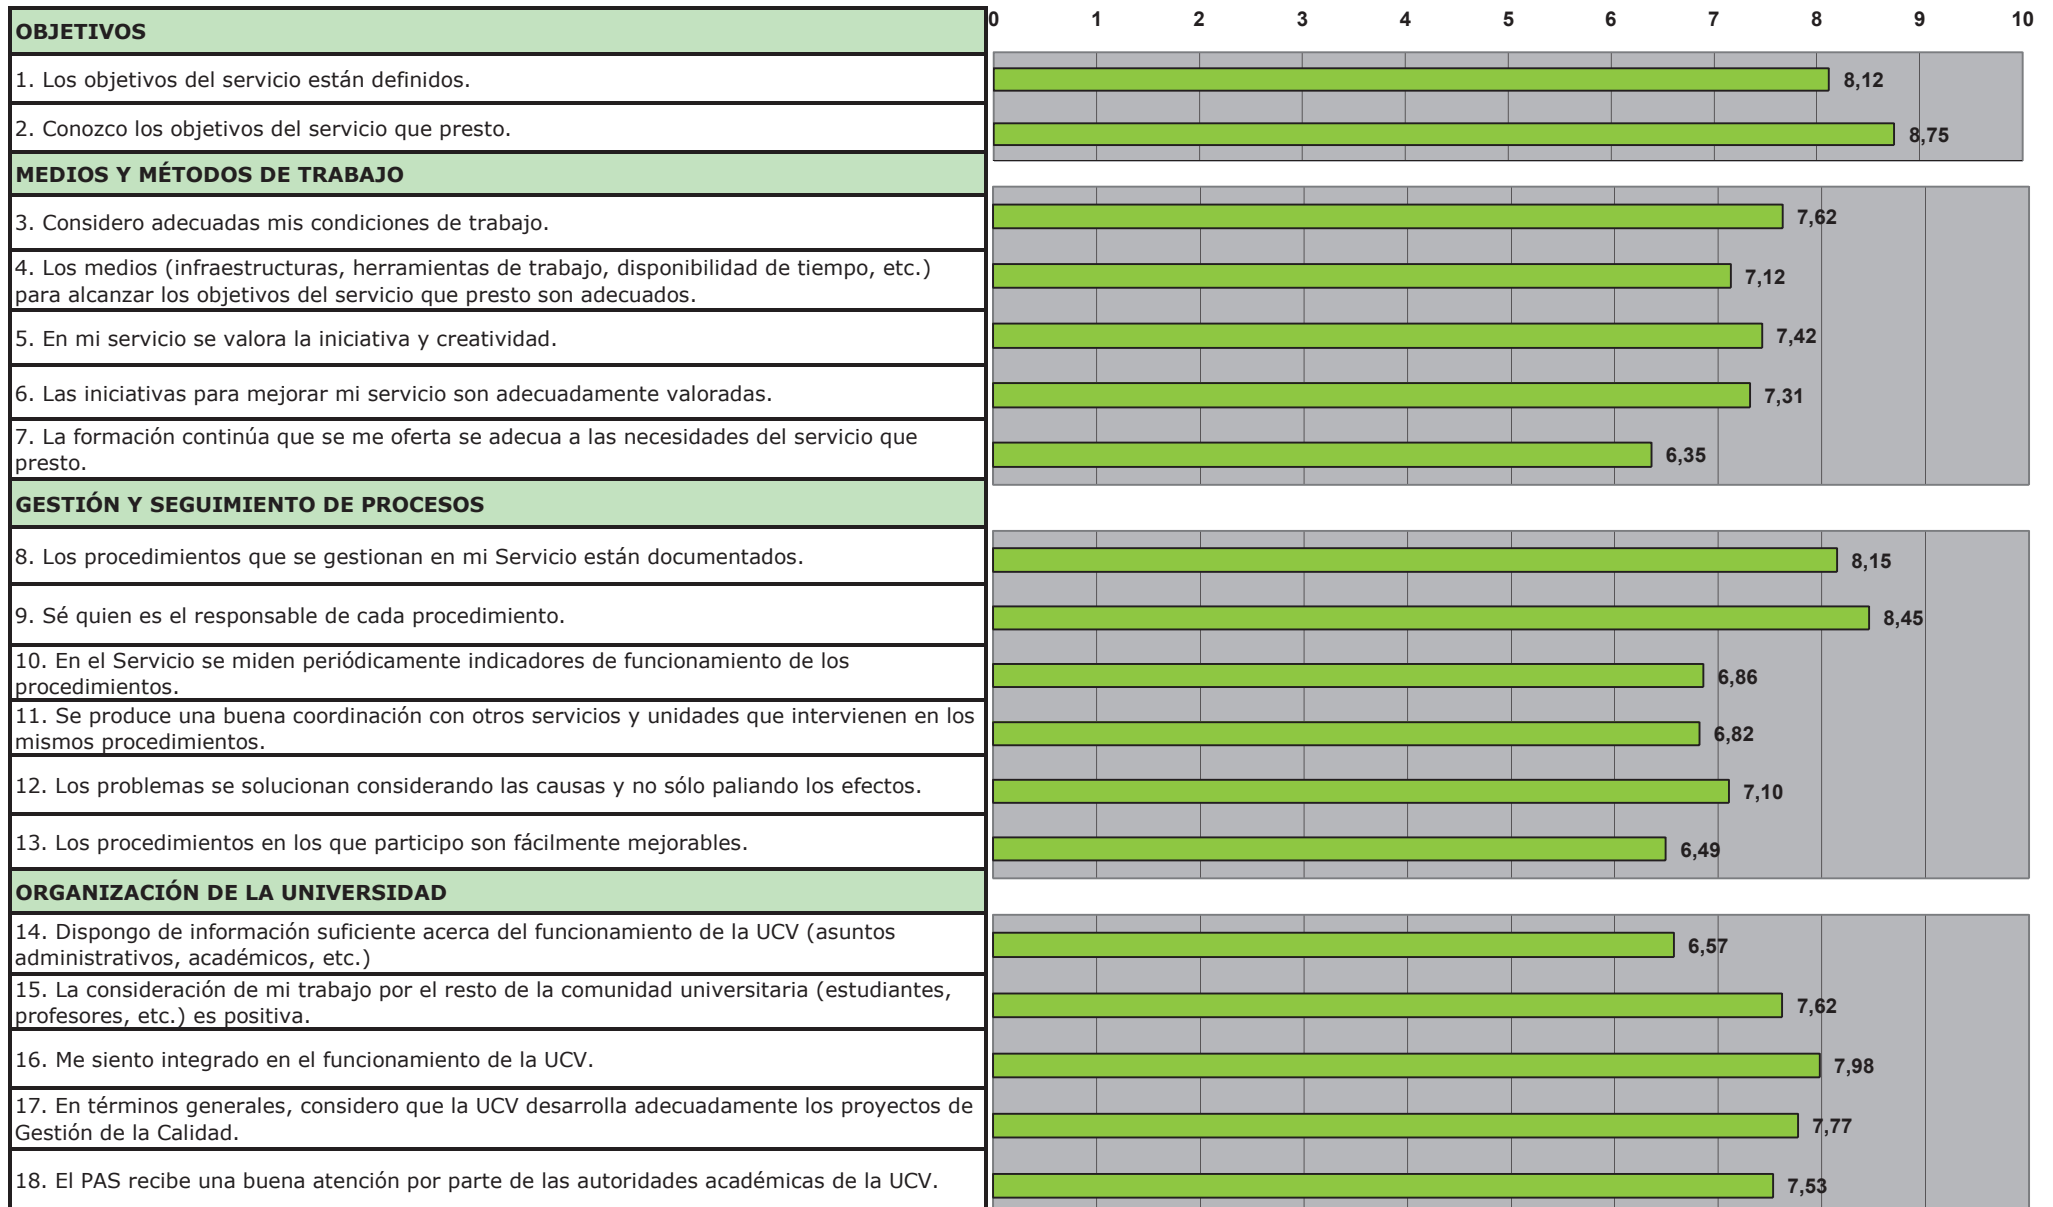 0 1 2 3 4 5 6 7 8 9 10
OBJETIVOS
1. Los objetivos del servicio están definidos.
8,12
2. Conozco los objetivos del servicio que presto.
8,75
MEDIOS Y MÉTODOS DE TRABAJO
3. Considero adecuadas mis condiciones de trabajo.
7,62
4. Los medios (infraestructuras, herramientas de trabajo, disponibilidad de tiempo, etc.)
para alcanzar los objetivos del servicio que presto son adecuados.
7,12
5. En mi servicio se valora la iniciativa y creatividad.
7,42
6. Las iniciativas para mejorar mi servicio son adecuadamente valoradas.
7,31
7. La formación continúa que se me oferta se adecua a las necesidades del servicio que
presto.
6,35
GESTIÓN Y SEGUIMIENTO DE PROCESOS
8. Los procedimientos que se gestionan en mi Servicio están documentados.
8,15
9. Sé quien es el responsable de cada procedimiento.
8,45
10. En el Servicio se miden periódicamente indicadores de funcionamiento de los
procedimientos.
6,86
11. Se produce una buena coordinación con otros servicios y unidades que intervienen en los
mismos procedimientos.
6,82
12. Los problemas se solucionan considerando las causas y no sólo paliando los efectos.
7,10
13. Los procedimientos en los que participo son fácilmente mejorables.
6,49
ORGANIZACIÓN DE LA UNIVERSIDAD
14. Dispongo de información suficiente acerca del funcionamiento de la UCV (asuntos
administrativos, académicos, etc.)
6,57
15. La consideración de mi trabajo por el resto de la comunidad universitaria (estudiantes,
profesores, etc.) es positiva.
7,62
16. Me siento integrado en el funcionamiento de la UCV.
7,98
17. En términos generales, considero que la UCV desarrolla adecuadamente los proyectos de
Gestión de la Calidad.
7,77
18. El PAS recibe una buena atención por parte de las autoridades académicas de la UCV.
7,53